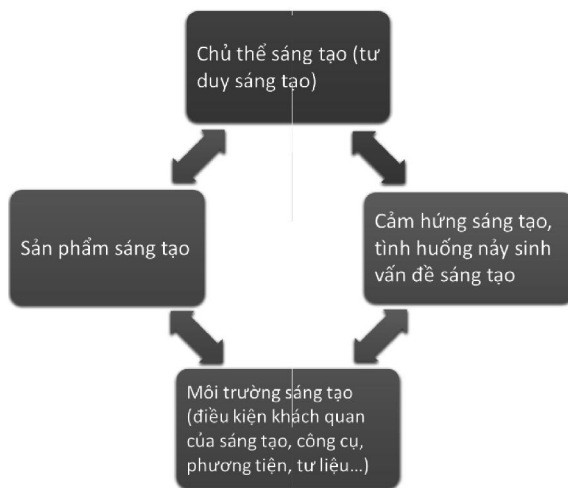 Chủ thể sáng tạo (tư
duy sáng tạo)
Sản phẩm sáng tạo
Cảm hứng sáng tạo,
tình huống nảy sinh
vấn đề sáng tạo
Môi trường sáng tạo
(điều kiện khách quan
của sáng tạo, công cụ,
phương tiện, tư liệu...)